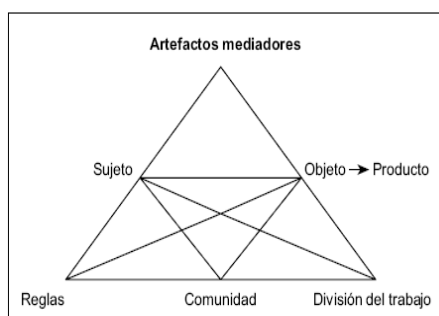 Artefactos mediadores
Sujeto
Objeto → Producto
Reglas
Comunidad
División del trabajo